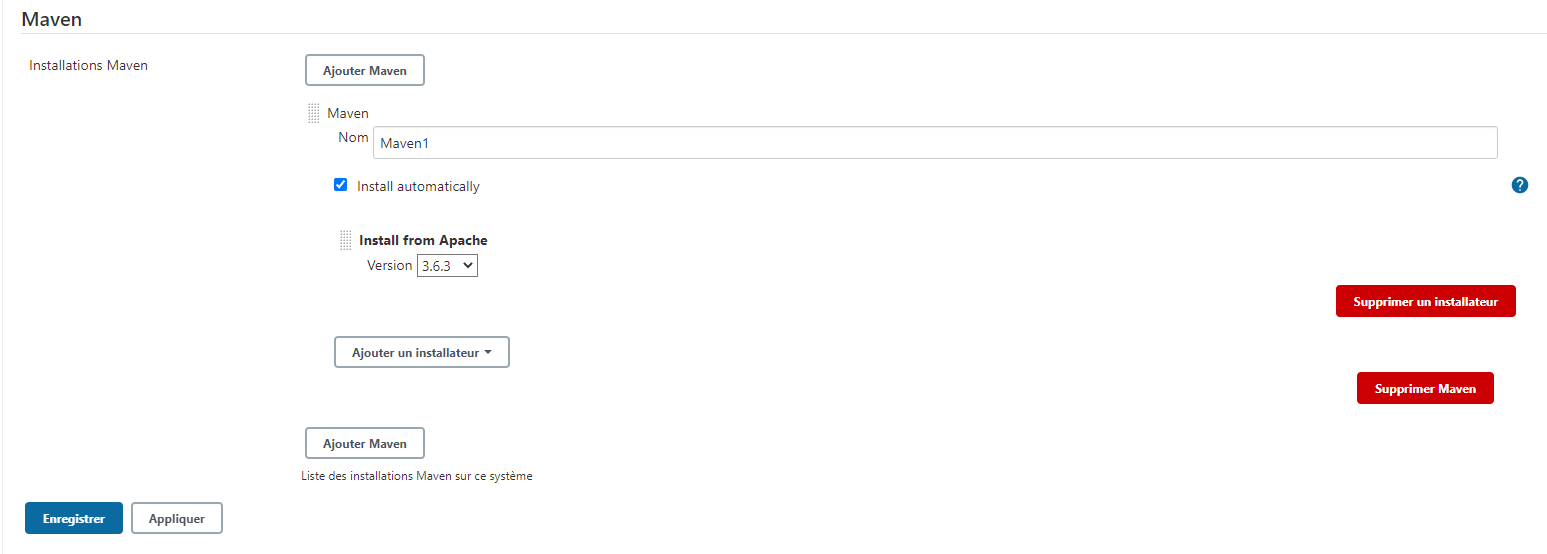 Maven
Installations Maven
Ajouter Maven
Maven
Nom Maven1
Install automatically
?
Install from Apache
Version 3.6.3
Supprimer un installateur
Ajouter un installateur
Supprimer Maven
Ajouter Maven
Liste des installations Maven sur ce système
Enregistrer Appliquer